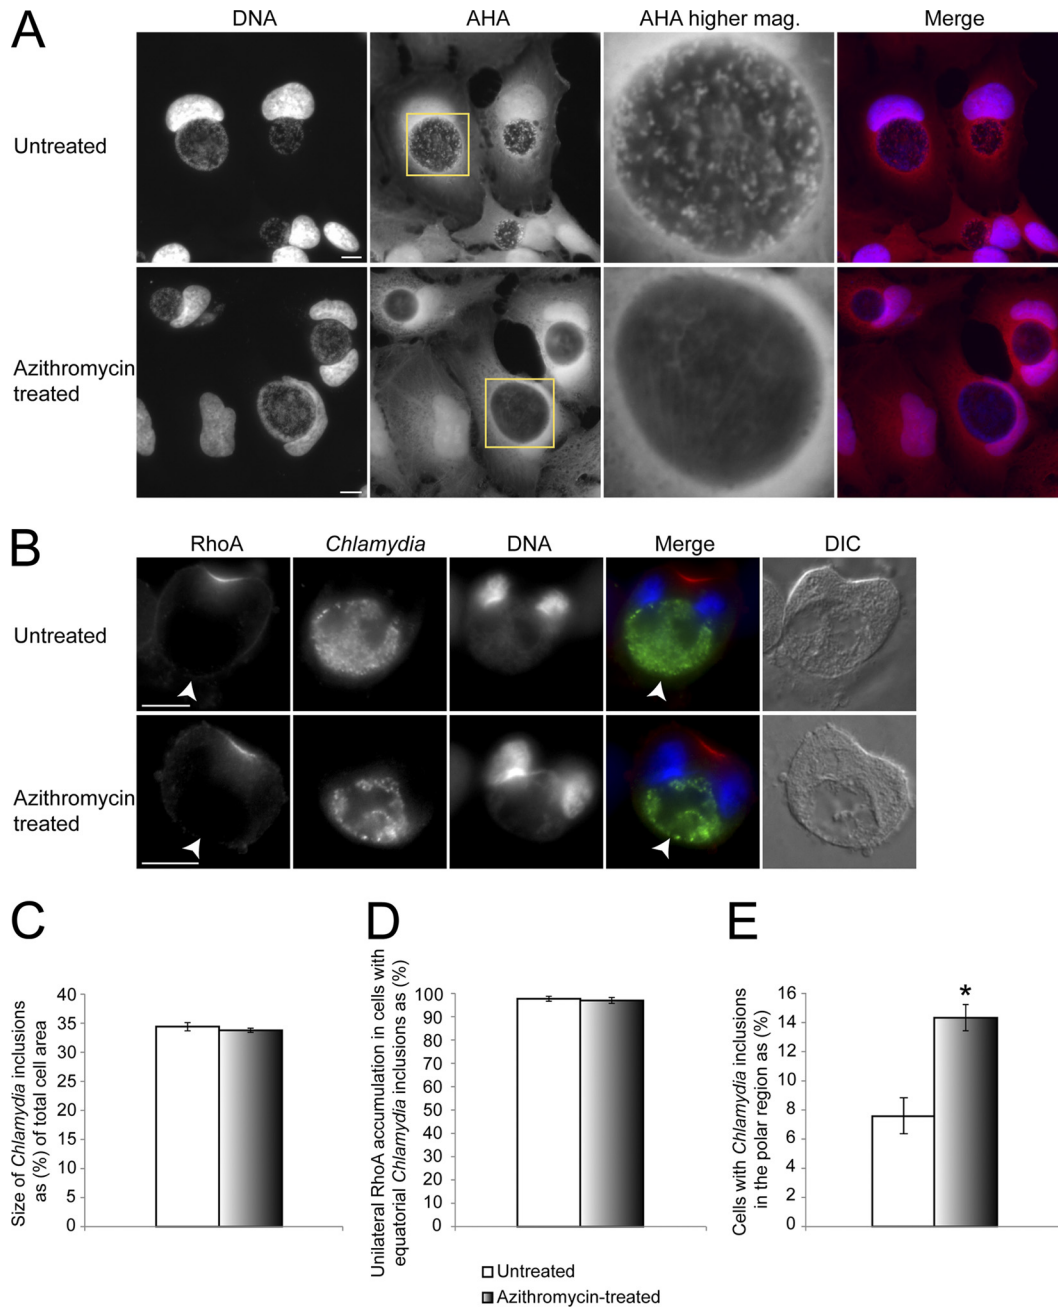 A
DNA
AHA
AHA higher mag.
Merge
Untreated
Azithromycin
treated
B
RhoA
Chlamydia
DNA
Merge
DIC
Untreated
Azithromycin
treated
C
Size of Chlamydia inclusions
as (%) of total cell area
40
35
30
35
20
15
10
5
0
D
Unilateral RhoA accumulation in cells with
equatorial Chlamydia inclusions as (%)
100
90
80
70
60
50
40
30
20
10
0
E
Cells with Chlamydia inclusions
in the polar region as (%)
16
14
12
10
8
6
4
2
0
*
Untreated
Azithromycin-treated